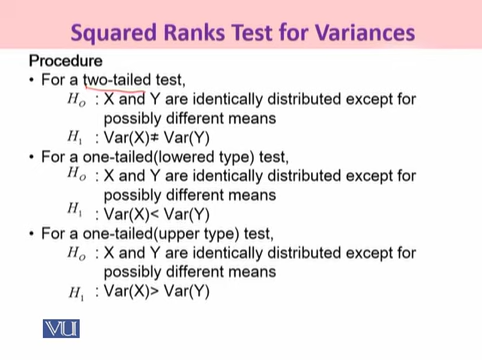 Squared Ranks Test for Variances
Procedure
• For a two-tailed test,
H₀ : X and Y are identically distributed except for
possibly different means
H₁ : Var(X)≠ Var(Y)
• For a one-tailed(lowered type) test,
H₀ : X and Y are identically distributed except for
possibly different means
H₁ : Var(X)< Var(Y)
• For a one-tailed(upper type) test,
H₀ : X and Y are identically distributed except for
possibly different means
H₁ : Var(X)> Var(Y)
VU